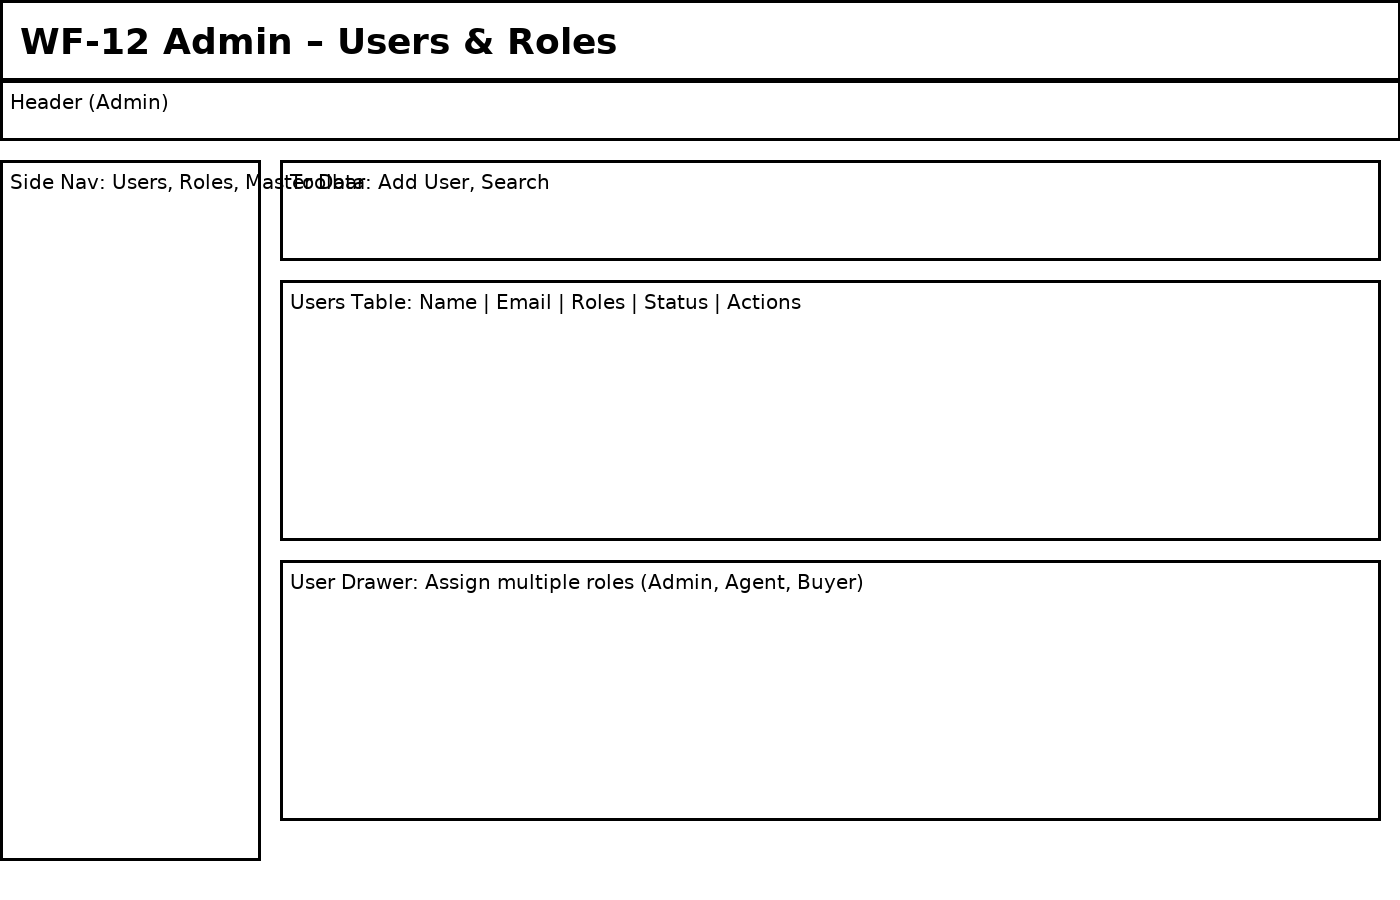 WF-12 Admin – Users & Roles
Header (Admin)
Side Nav: Users, Roles, Master Data
Toolbar: Add User, Search
Users Table: Name | Email | Roles | Status | Actions
User Drawer: Assign multiple roles (Admin, Agent, Buyer)